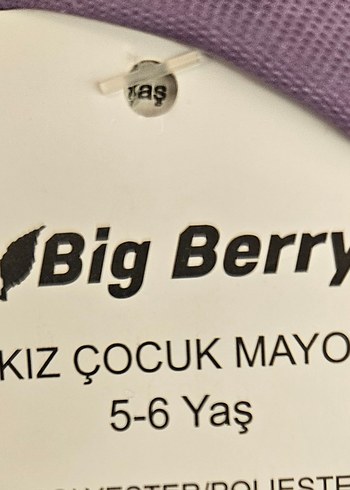 yaş
Big Berry
KIZ ÇOCUK MAYO
5-6 Yaş